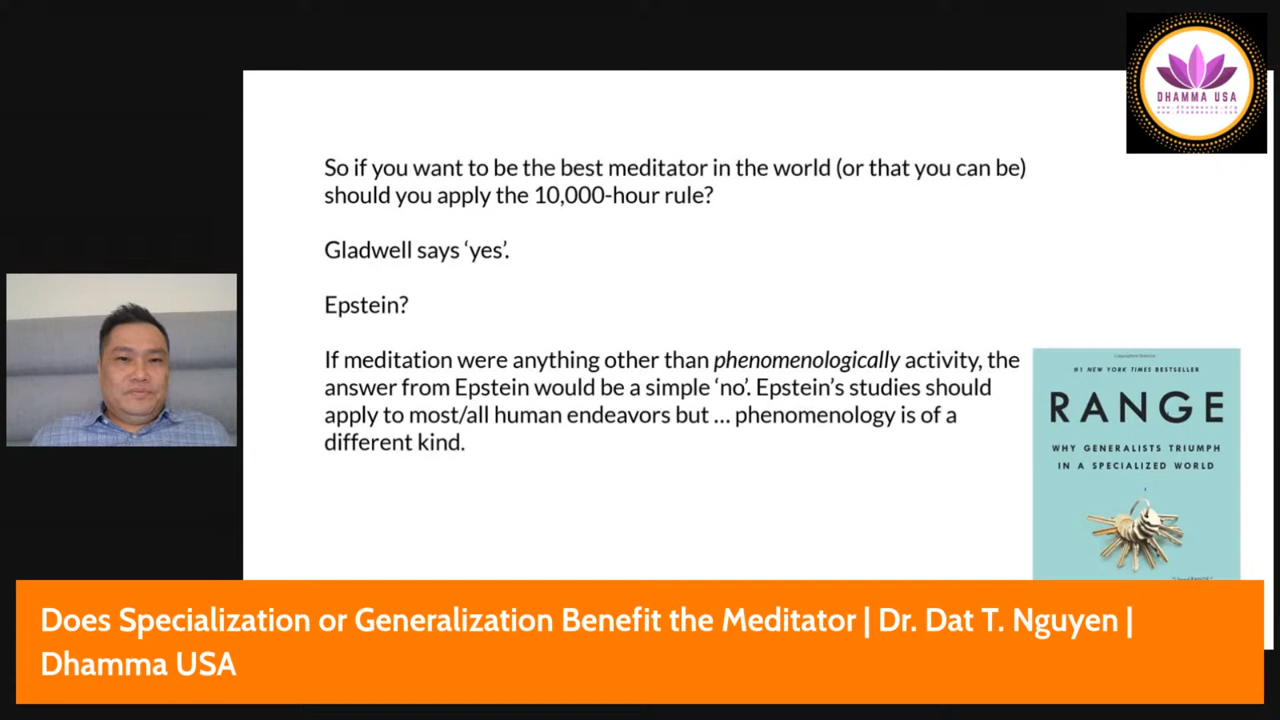 DHAMMA USA
So if you want to be the best meditator in the world (or that you can be)
should you apply the 10,000-hour rule?
Gladwell says ‘yes’.
Epstein?
If meditation were anything other than phenomenologically activity, the
answer from Epstein would be a simple ‘no’. Epstein’s studies should
apply to most/all human endeavors but ... phenomenology is of a
different kind.
#1 NEW YORK TIMES BESTSELLER
RANGE
WHY GENERALISTS TRIUMPH
IN A SPECIALIZED WORLD
Does Specialization or Generalization Benefit the Meditator | Dr. Dat T. Nguyen |
Dhamma USA